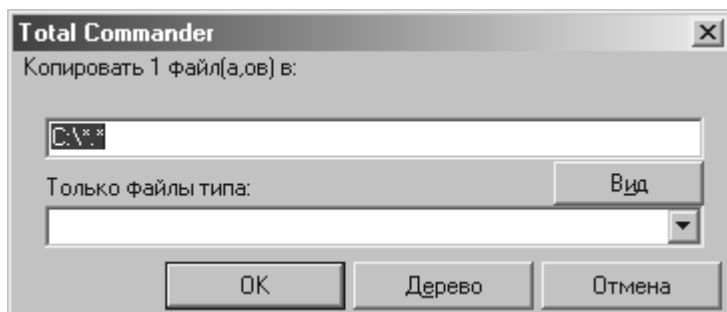 Total Commander
Копировать 1 файл(а,ов) в:
C:\*.*
Только файлы типа:
Вид
OK
Дерево
Отмена